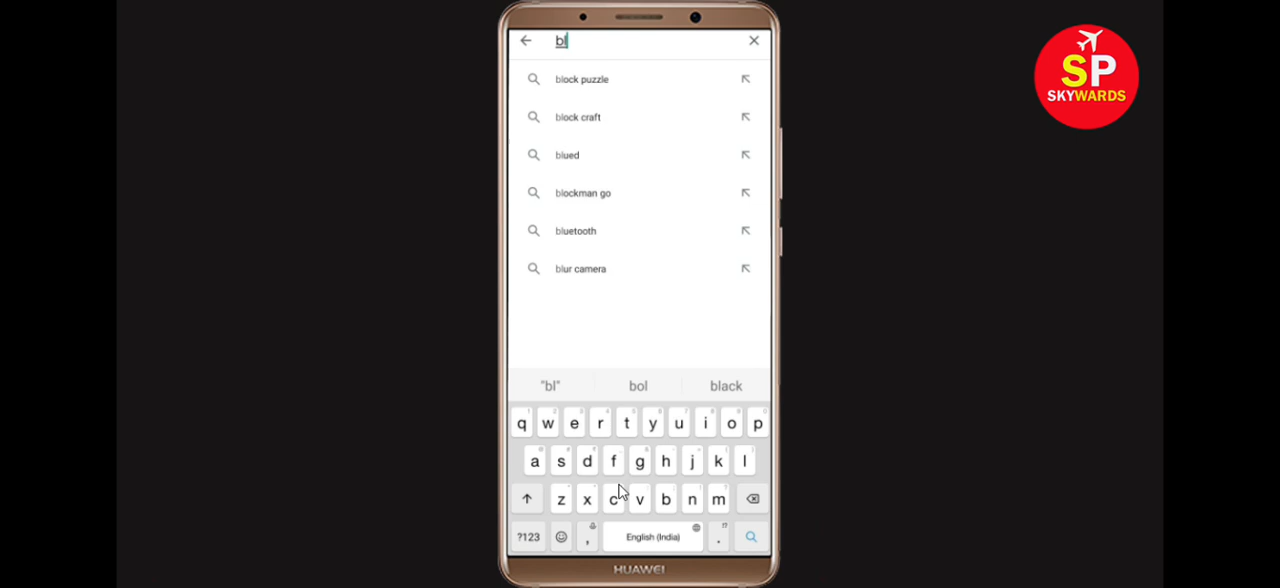 bl
SP
SKYWARDS
block puzzle
block craft
blued
blockman go
bluetooth
blur camera
"bl" bol black
q w e r t y u i o p
a s d f g h j k l
z x c v b n m
?123 , English (India) .
HUAWEI